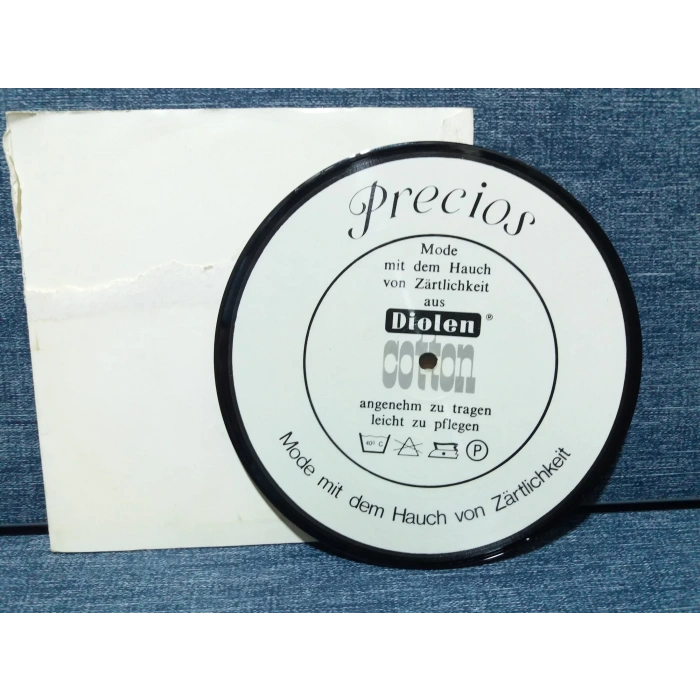 Precios
Mode
mit dem Hauch
von Zärtlichkeit
aus
Diolen®
cotton
angenehm zu tragen
leicht zu pflegen
40° C
P
Mode mit dem Hauch von Zärtlichkeit